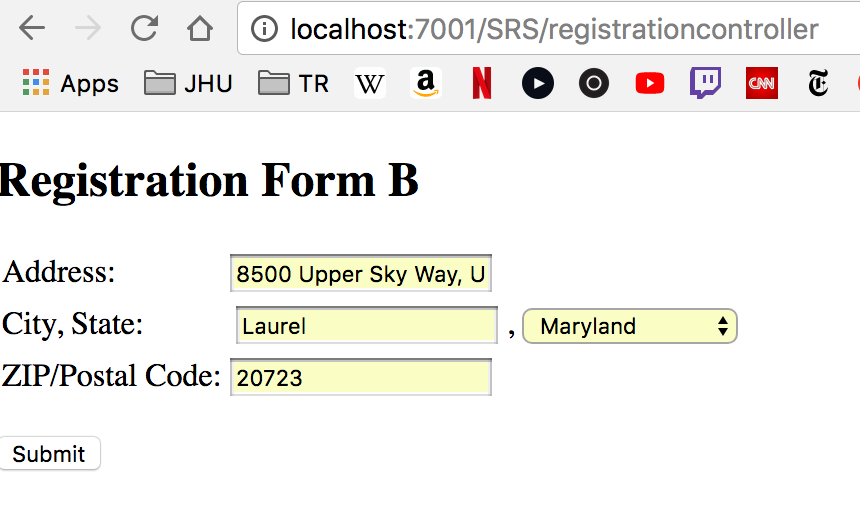 localhost:7001/SRS/registrationcontroller
Apps JHU TR W a N CNN T
Registration Form B
Address: 8500 Upper Sky Way, U
City, State: Laurel , Maryland
ZIP/Postal Code: 20723
Submit